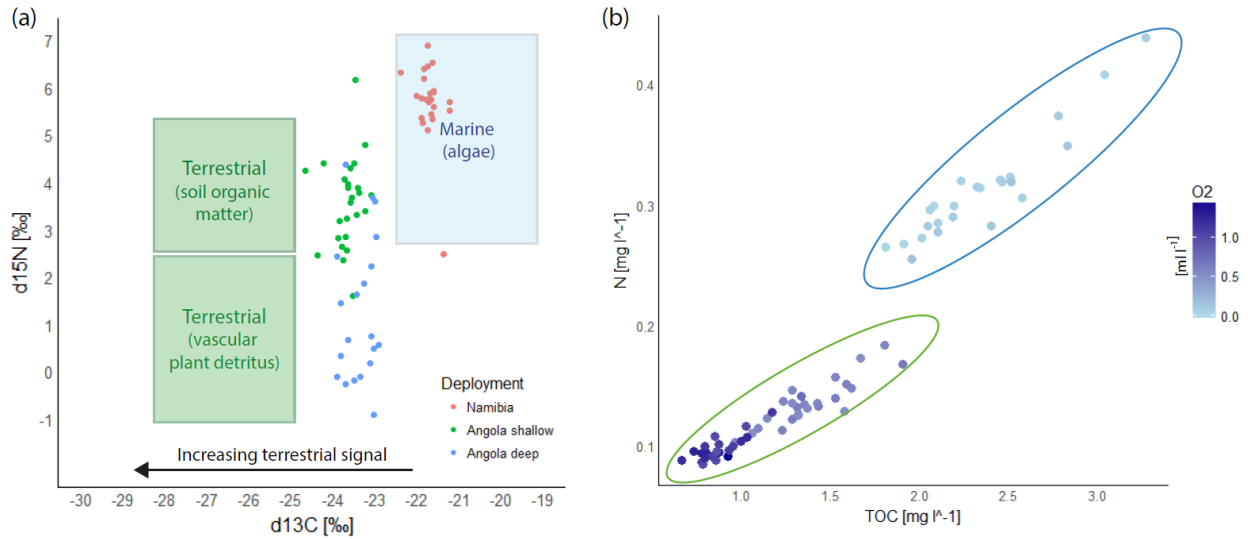 (a)
7
6
5
4
3
2
1
0
-1
d15N [‰]
Terrestrial
(soil organic
matter)
Terrestrial
(vascular
plant detritus)
Marine
(algae)
Deployment
Namibia
Angola shallow
Angola deep
Increasing terrestrial signal
-30 -29 -28 -27 -26 -25 -24 -23 -22 -21 -20 -19 -18
d13C [‰]
(b)
0.4
0.3
0.2
0.1
N [mg l^-1]
1.0 1.5 2.0 2.5 3.0
TOC [mg l^-1]
O2
[ml l⁻¹]
1.0
0.5
0.0